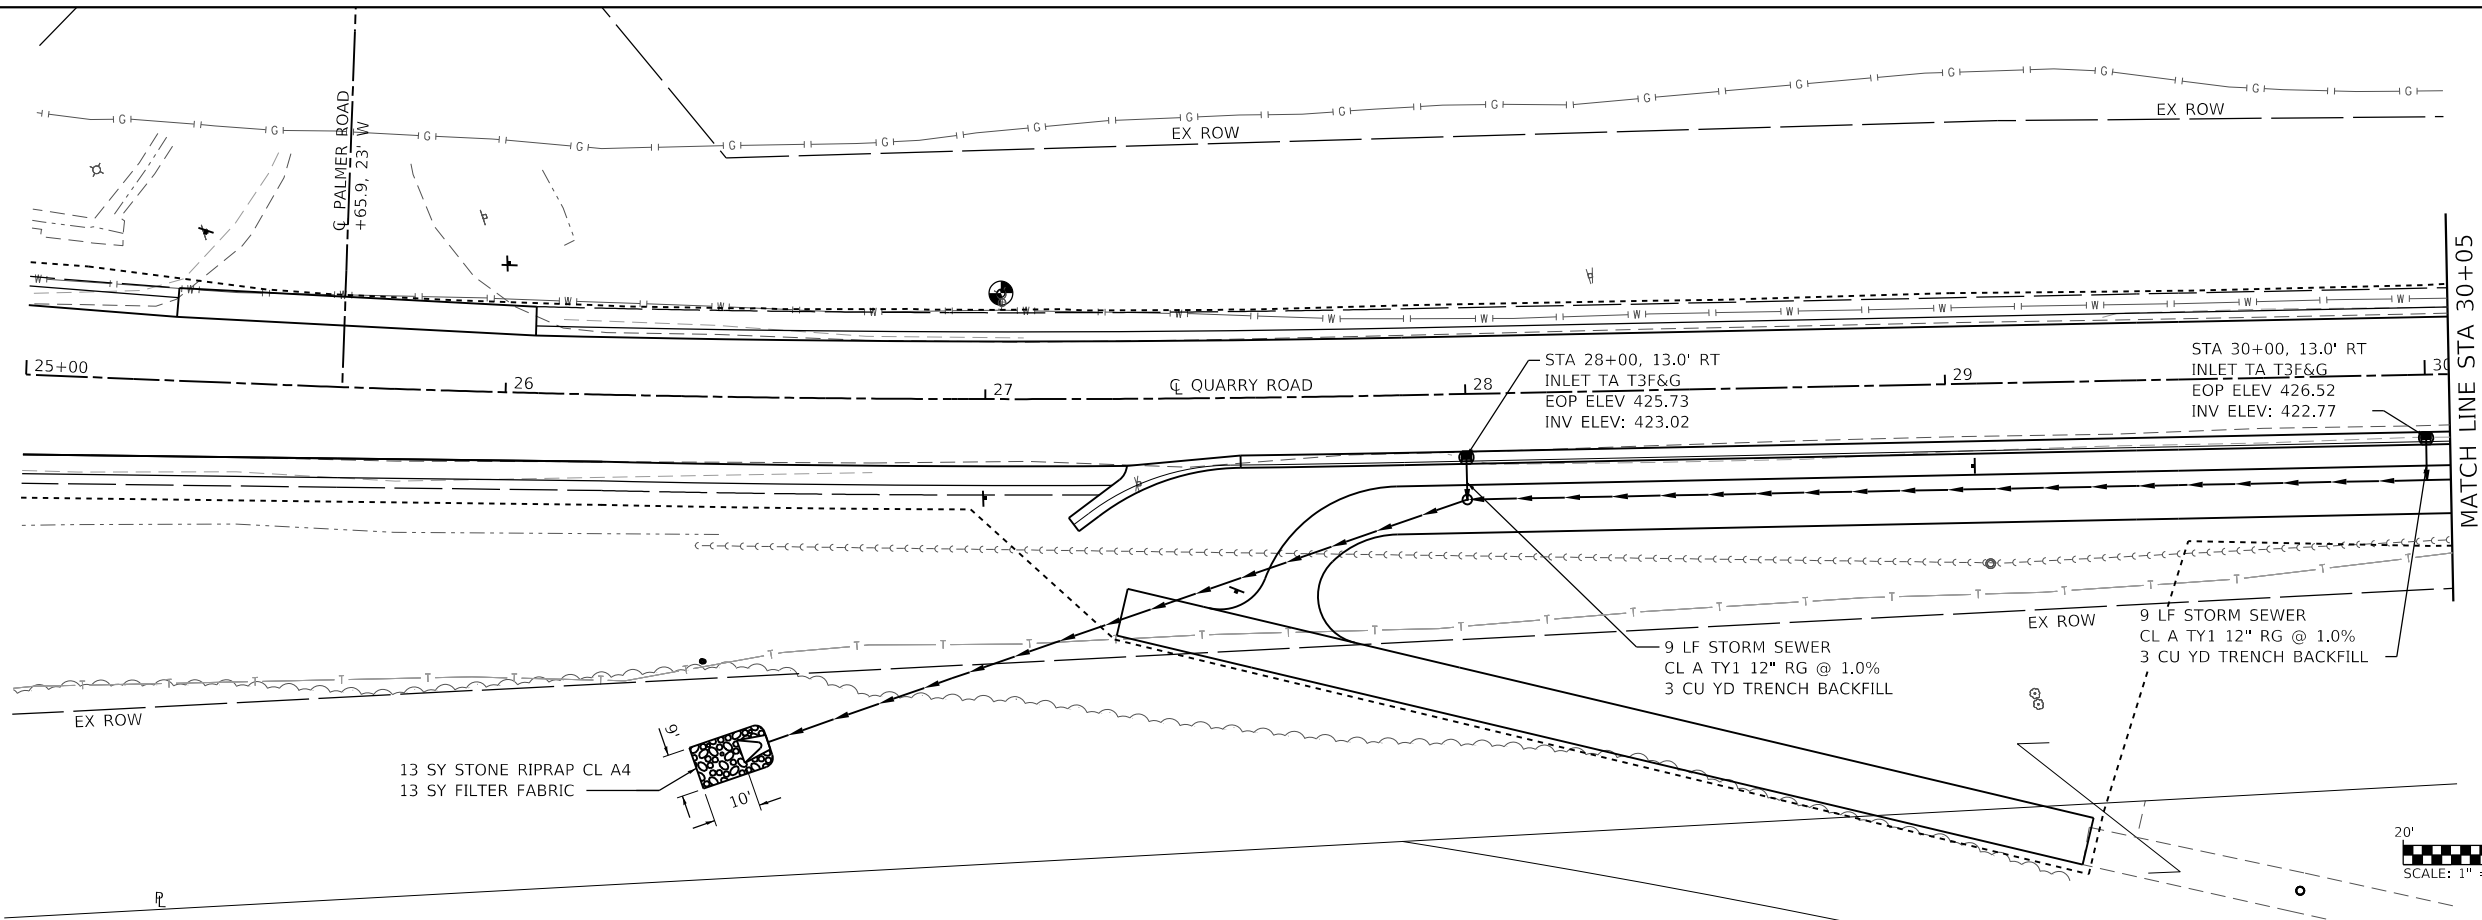 EX ROW
EX ROW
℄ PALMER ROAD
+65.9, 23' W
25+00
26
27
℄ QUARRY ROAD
28
29
30
STA 28+00, 13.0' RT
INLET TA T3F&G
EOP ELEV 425.73
INV ELEV: 423.02
STA 30+00, 13.0' RT
INLET TA T3F&G
EOP ELEV 426.52
INV ELEV: 422.77
MATCH LINE STA 30+05
9 LF STORM SEWER
CL A TY1 12" RG @ 1.0%
3 CU YD TRENCH BACKFILL
9 LF STORM SEWER
CL A TY1 12" RG @ 1.0%
3 CU YD TRENCH BACKFILL
EX ROW
EX ROW
9'
10'
13 SY STONE RIPRAP CL A4
13 SY FILTER FABRIC
PL
20'
SCALE: 1" =